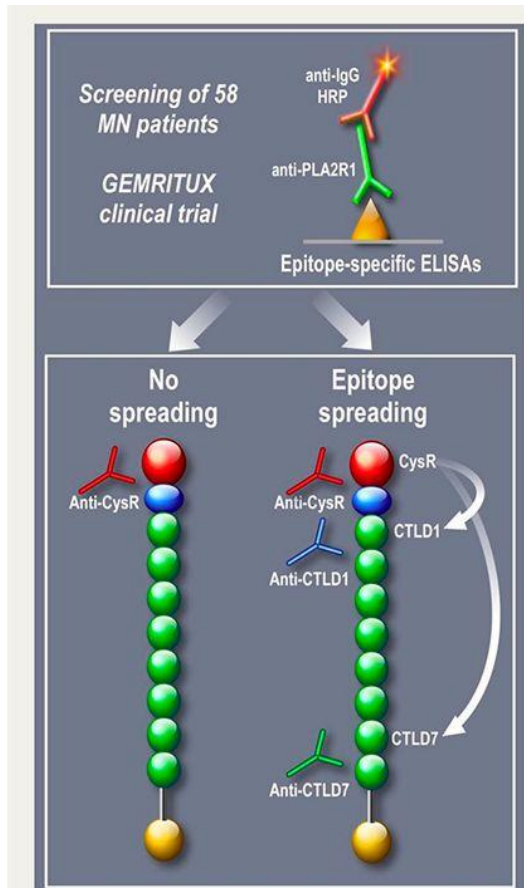 Screening of 58
MN patients
GEMRITUX
clinical trial
anti-IgG
HRP
anti-PLA2R1
Epitope-specific ELISAs
No
spreading
Anti-CysR
Epitope
spreading
CysR
Anti-CysR
CTLD1
Anti-CTLD1
CTLD7
Anti-CTLD7